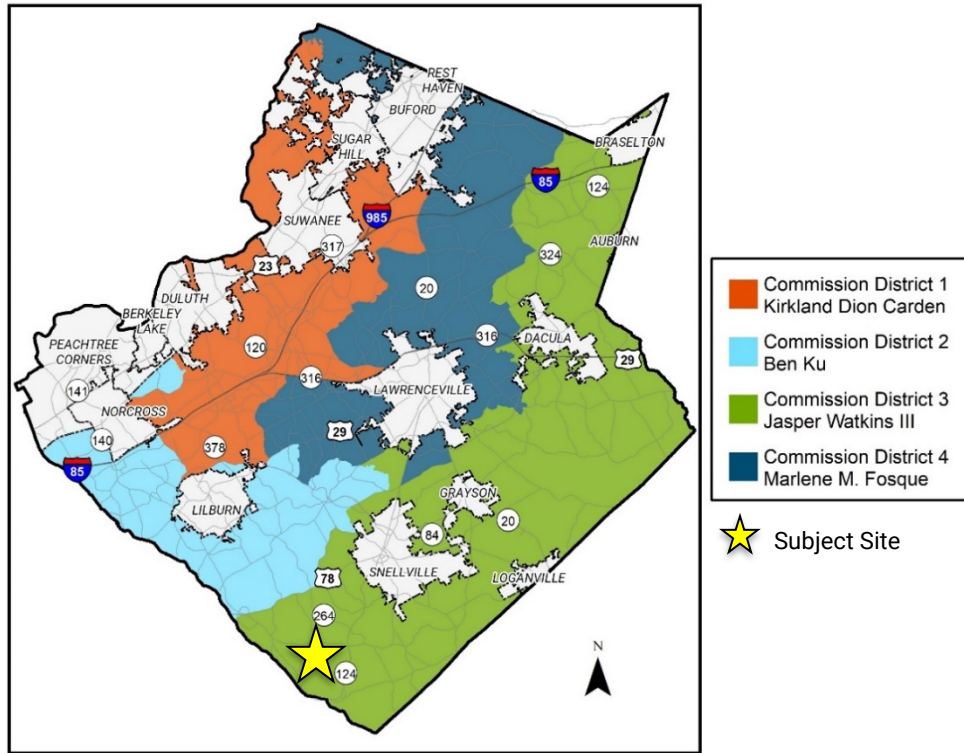 REST
HAVEN
BUFORD
BRASELTON
SUGAR
HILL
85
124
SUWANEE
985
317
AUBURN
23
324
DULUTH
20
BERKELEY
LAKE
PEACHTREE
CORNERS
120
316
DACULA
29
141
316
LAWRENCEVILLE
NORCROSS
29
140
378
85
LILBURN
GRAYSON
20
84
SNELLVILLE
78
LOGANVILLE
264
124
N
Commission District 1
Kirkland Dion Carden
Commission District 2
Ben Ku
Commission District 3
Jasper Watkins III
Commission District 4
Marlene M. Fosque
Subject Site